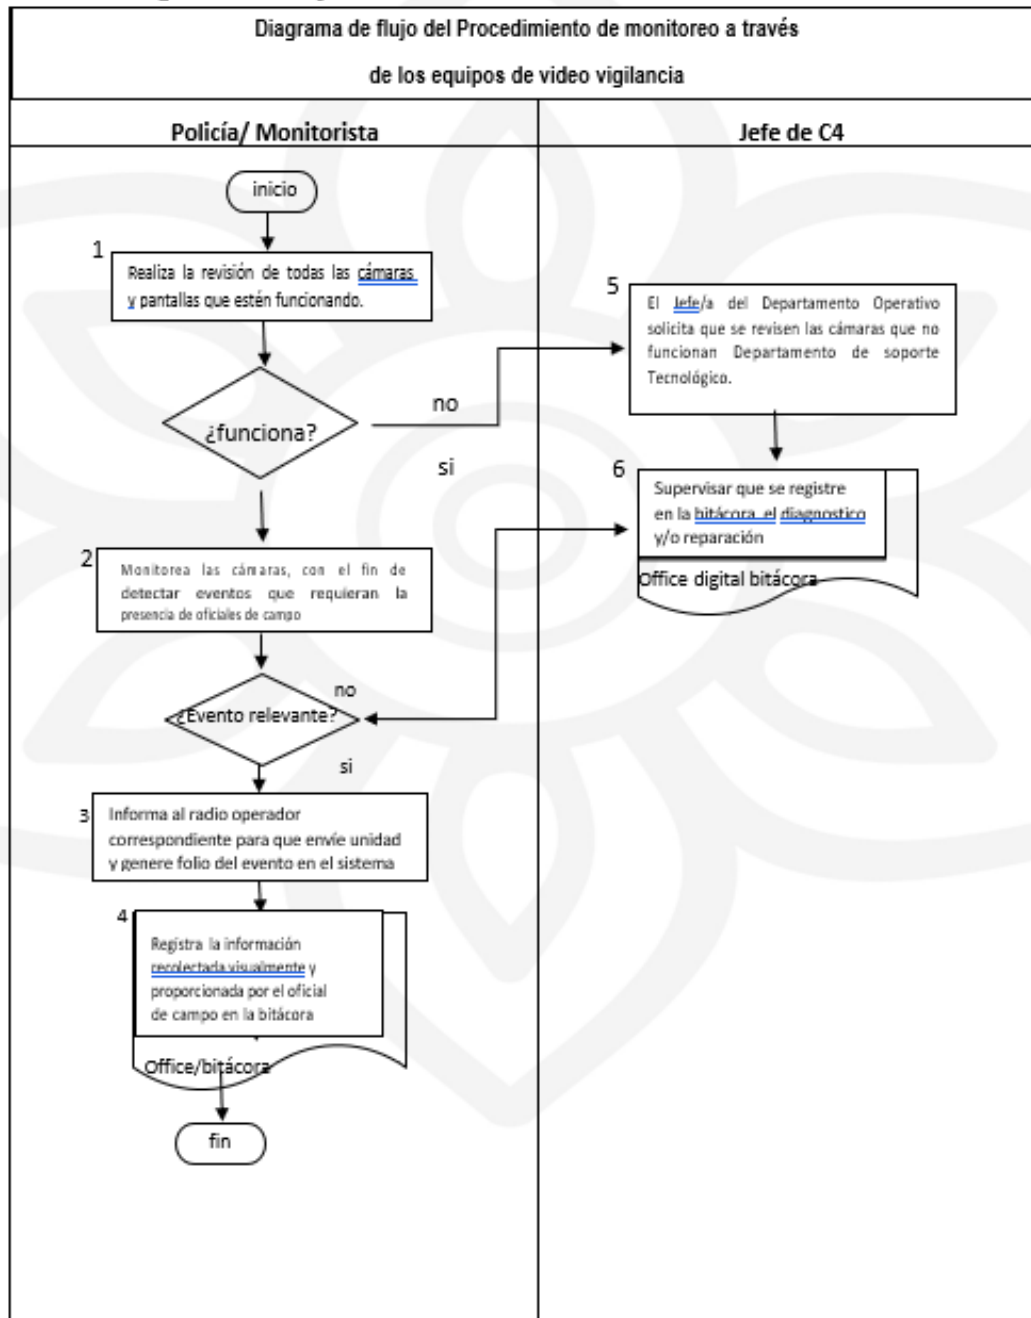 Diagrama de flujo del Procedimiento de monitoreo a través
de los equipos de video vigilancia
Policía/ Monitorista
Jefe de C4
inicio
1
Realiza la revisión de todas las cámaras
y pantallas que estén funcionando.
¿funciona?
no
si
2
Monitorea las cámaras, con el fin de
detectar eventos que requieran la
presencia de oficiales de campo
¿Evento relevante?
no
si
3
Informa al radio operador
correspondiente para que envíe unidad
y genere folio del evento en el sistema
4
Registra la información
recolectada visualmente y
proporcionada por el oficial
de campo en la bitácora
Office/bitácora
fin
5
El Jefe/a del Departamento Operativo
solicita que se revisen las cámaras que no
funcionan Departamento de soporte
Tecnológico.
6
Supervisar que se registre
en la bitácora el diagnostico
y/o reparación
Office digital bitácora